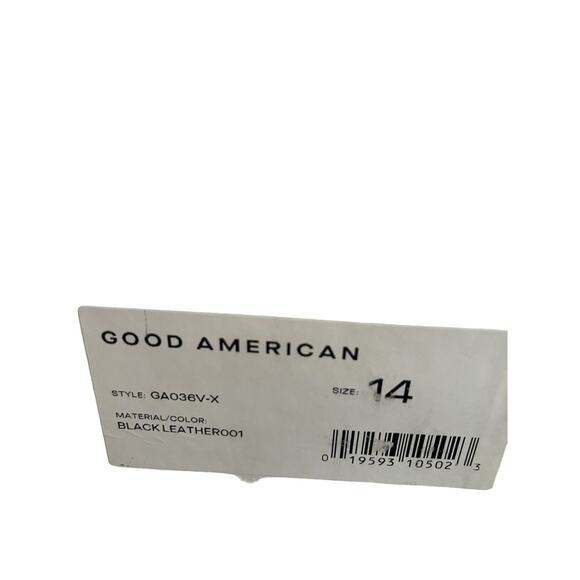 GOOD AMERICAN
STYLE: GA036V-X
SIZE: 14
MATERIAL/COLOR:
BLACK LEATHER001
0 19593 10502 3